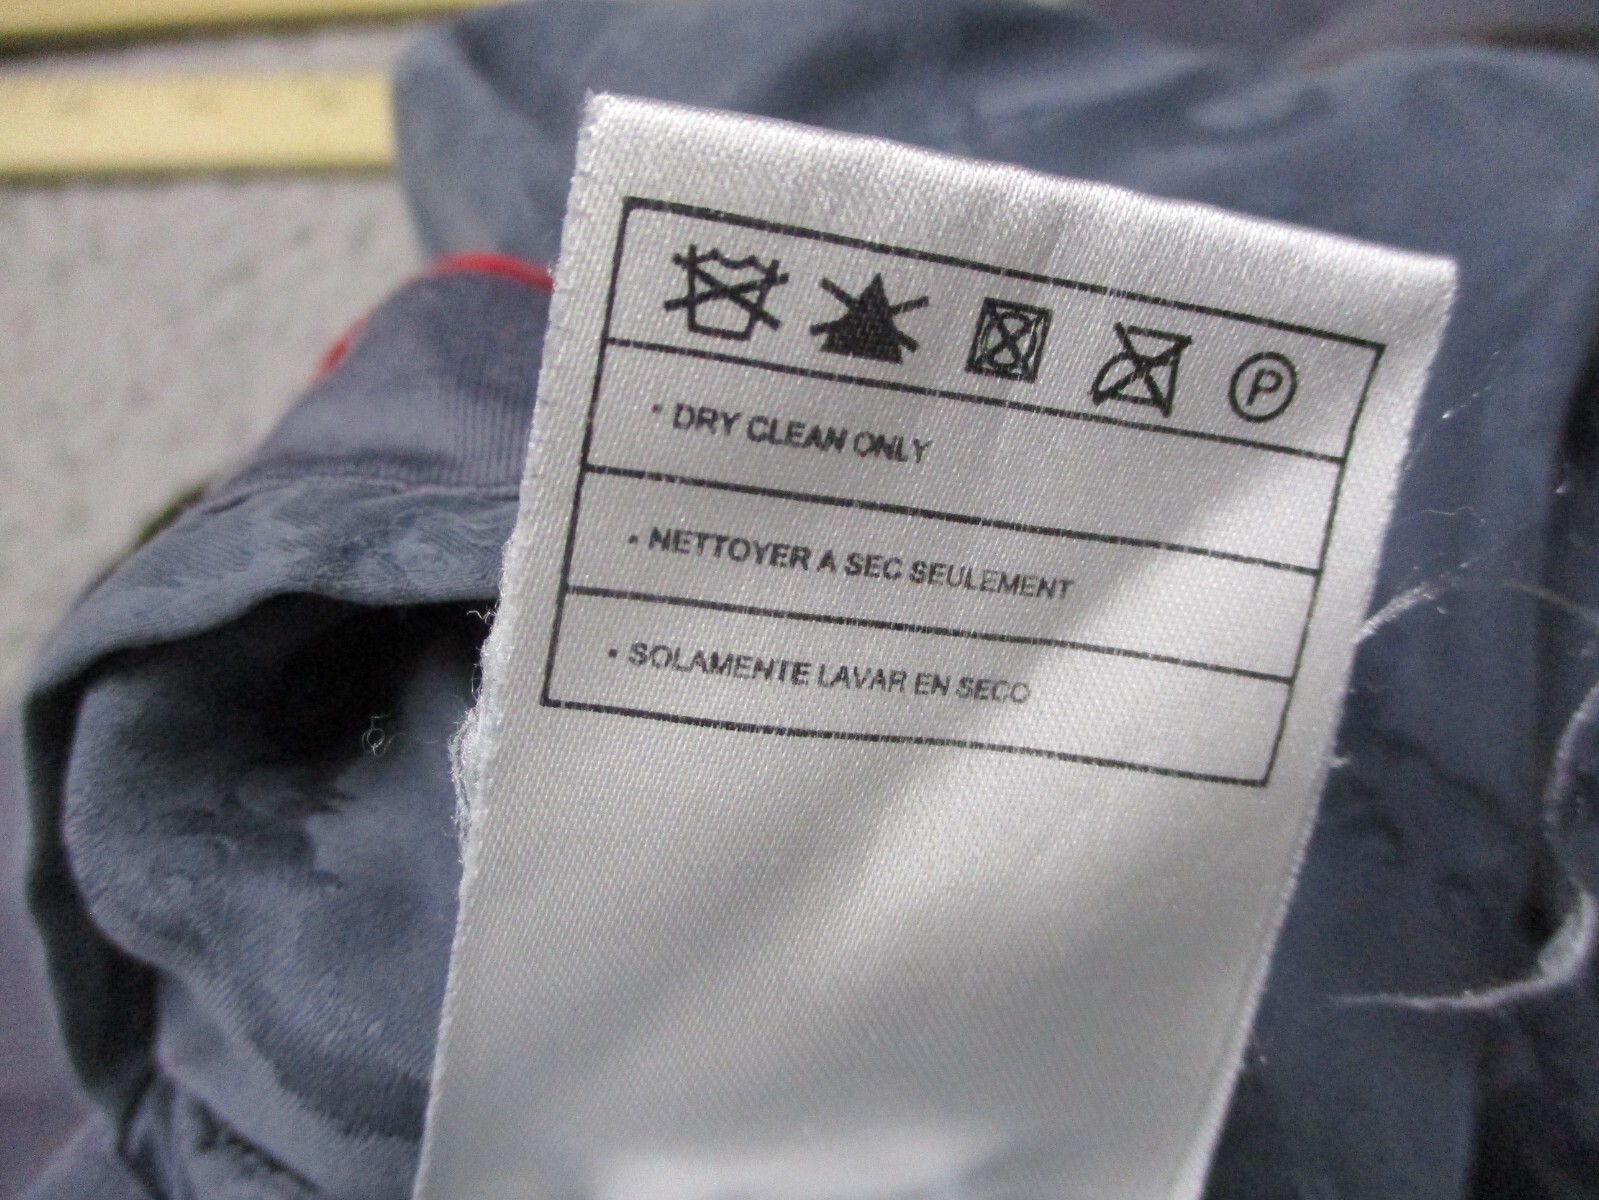 P
• DRY CLEAN ONLY
• NETTOYER A SEC SEULEMENT
• SOLAMENTE LAVAR EN SECO